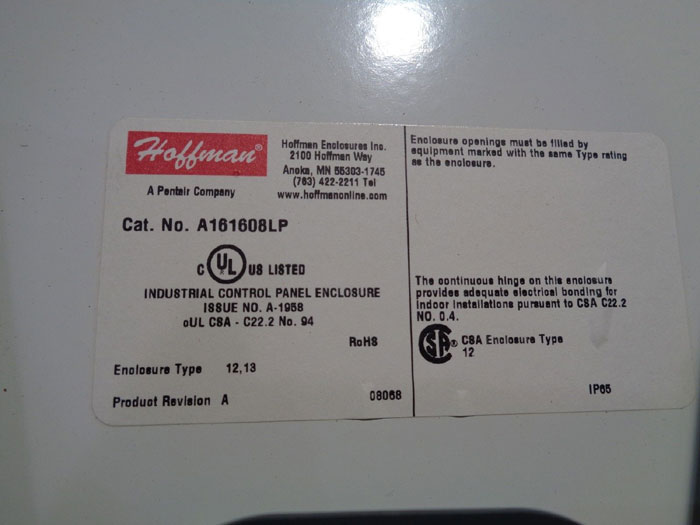 Hoffman®
A Pentair Company
Hoffman Enclosures Inc.
2100 Hoffman Way
Anoka, MN 55303-1745
(763) 422-2211 Tel
www.hoffmanonline.com
Cat. No. A161608LP
C UL US LISTED
INDUSTRIAL CONTROL PANEL ENCLOSURE
ISSUE NO. A-1958
cUL CSA - C22.2 No. 94
RoHS
Enclosure Type 12,13
Product Revision A 08068
Enclosure openings must be filled by
equipment marked with the same Type rating
as the enclosure.
The continuous hinge on this enclosure
provides adequate electrical bonding for
indoor installations pursuant to CSA C22.2
NO. 0.4.
SA® CSA Enclosure Type
12
IP65